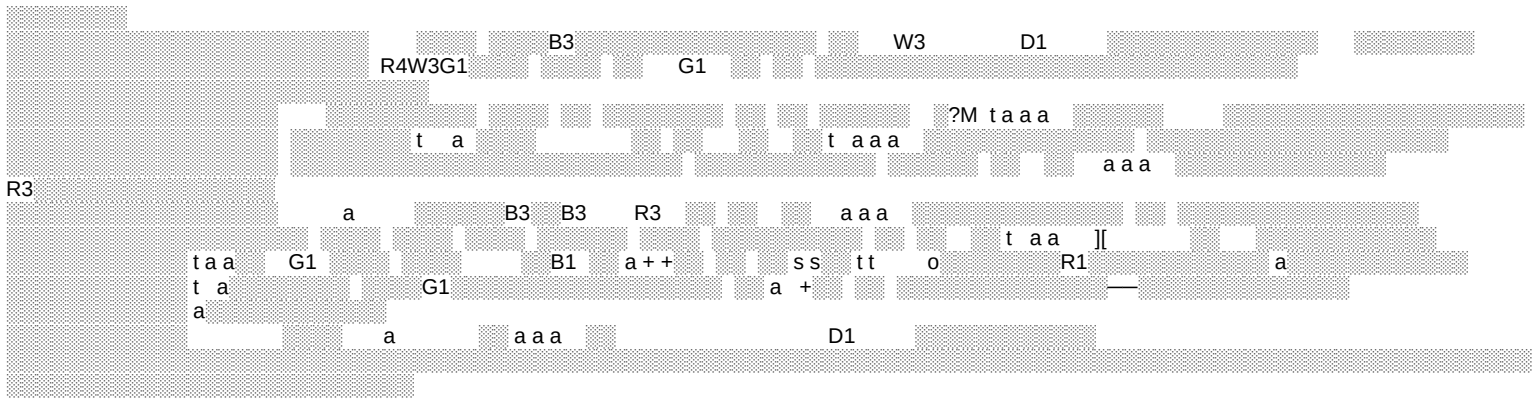 B3 W3 D1
R4W3G1 G1
?M t a a a
t a t a a a
a a a
R3
a B3 B3 R3 a a a
t a a ][
t a a G1 B1 a + + s s t t o R1 a
t a G1 a + —
a
a a a a D1